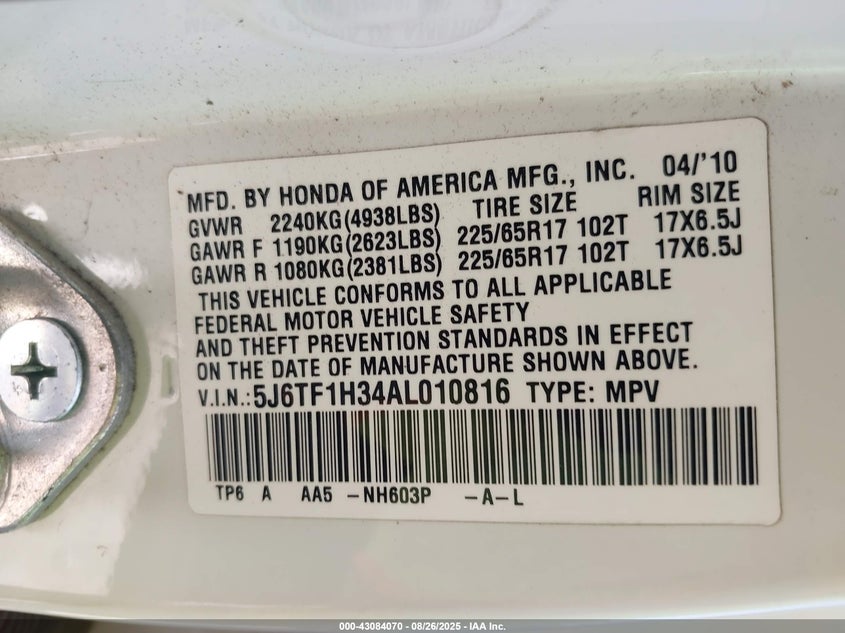 MFD. BY HONDA OF AMERICA MFG., INC. 04/'10
GVWR 2240KG(4938LBS) TIRE SIZE RIM SIZE
GAWR F 1190KG(2623LBS) 225/65R17 102T 17X6.5J
GAWR R 1080KG(2381LBS) 225/65R17 102T 17X6.5J
THIS VEHICLE CONFORMS TO ALL APPLICABLE
FEDERAL MOTOR VEHICLE SAFETY
AND THEFT PREVENTION STANDARDS IN EFFECT
ON THE DATE OF MANUFACTURE SHOWN ABOVE.
V.I.N.:5J6TF1H34AL010816 TYPE: MPV
TP6 A AA5 -NH603P -A-L
000-43084070 - 08/26/2025 - IAA Inc.